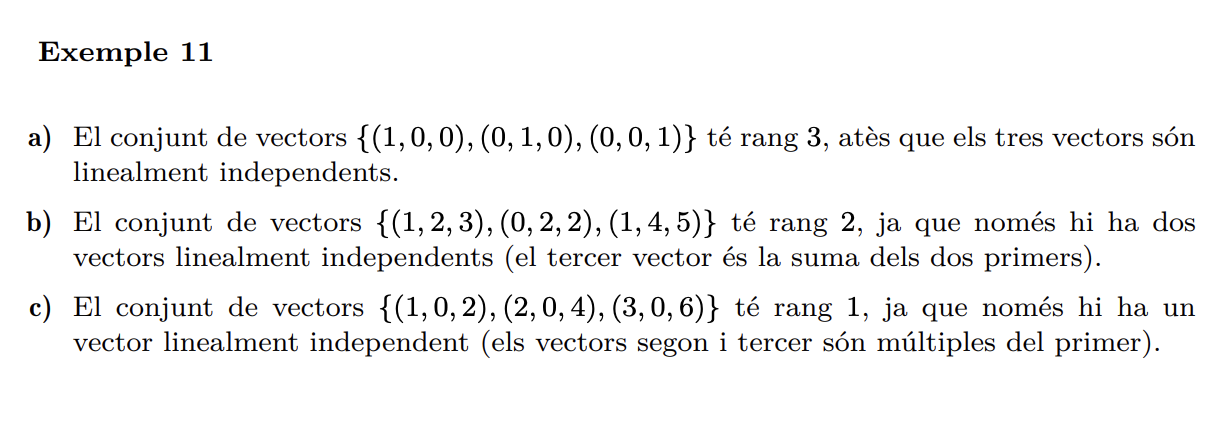 Exemple 11
a) El conjunt de vectors {(1, 0, 0), (0, 1, 0), (0, 0, 1)} té rang 3, atès que els tres vectors són
linealment independents.
b) El conjunt de vectors {(1, 2, 3), (0, 2, 2), (1, 4, 5)} té rang 2, ja que només hi ha dos
vectors linealment independents (el tercer vector és la suma dels dos primers).
c) El conjunt de vectors {(1, 0, 2), (2, 0, 4), (3, 0, 6)} té rang 1, ja que només hi ha un
vector linealment independent (els vectors segon i tercer són múltiples del primer).